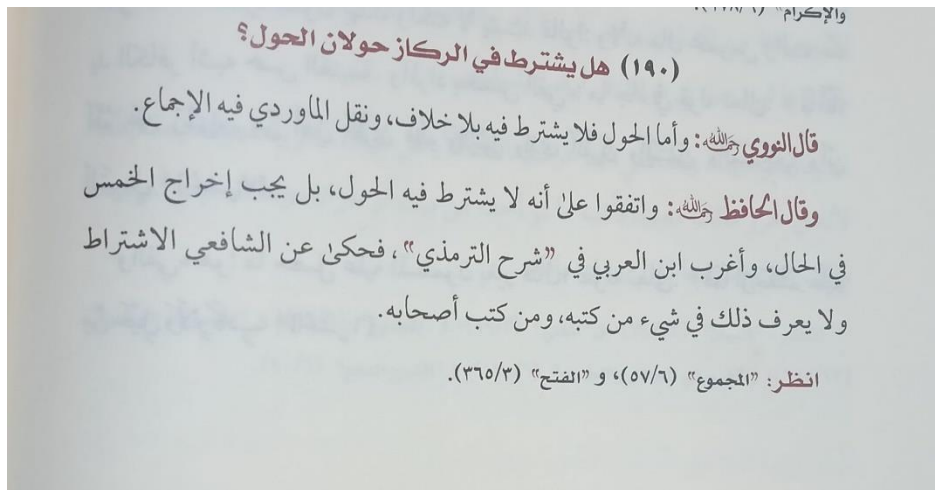 والإكرام"
(١٩٠) هل يشترط في الركاز حولان الحول؟
قال النووي رحمه الله: وأما الحول فلا يشترط فيه بلا خلاف، ونقل الماوردي فيه الإجماع.
وقال الحافظ رحمه الله: واتفقوا على أنه لا يشترط فيه الحول، بل يجب إخراج الخمس
في الحال، وأغرب ابن العربي في "شرح الترمذي"، فحكى عن الشافعي الاشتراط
ولا يعرف ذلك في شيء من كتبه، ومن كتب أصحابه.
انظر: "المجموع" (٥٧/٦)، و "الفتح" (٣٦٥/٣).